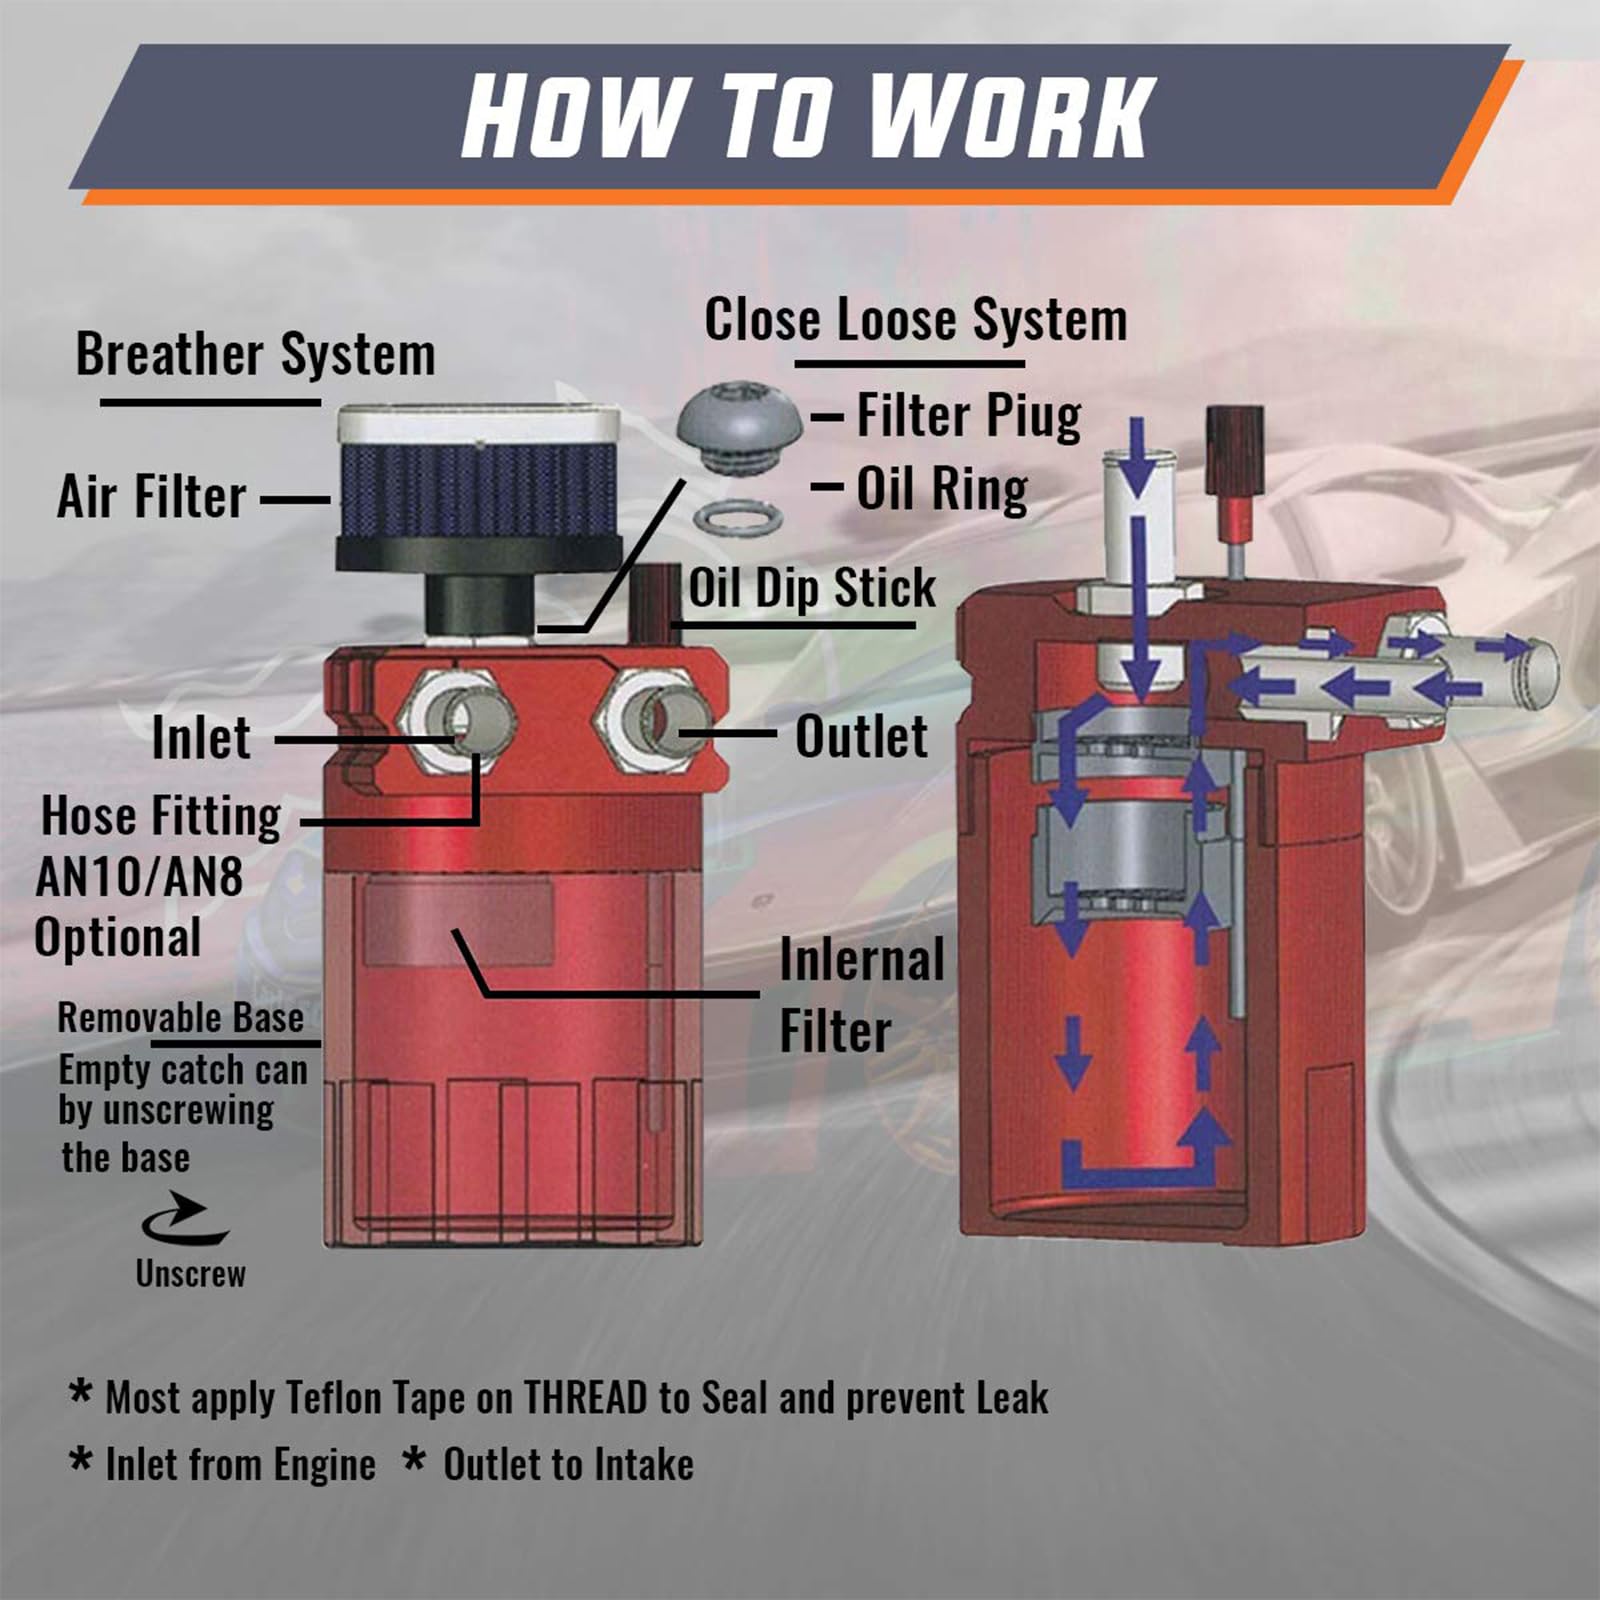 HOW TO WORK
Close Loose System
Breather System
Filter Piug
Air Filter
Oil Ring
Oil Dip Stick
Inlet
Outlet
Hose Fitting
AN10/AN8
Optional
Inlernal
Filter
Removable Base
Empty catch can
by unscrewing
the base
Unscrew
* Most apply Teflon Tape on THREAD to Seal and prevent Leak
* Inlet from Engine * Outlet to Intake